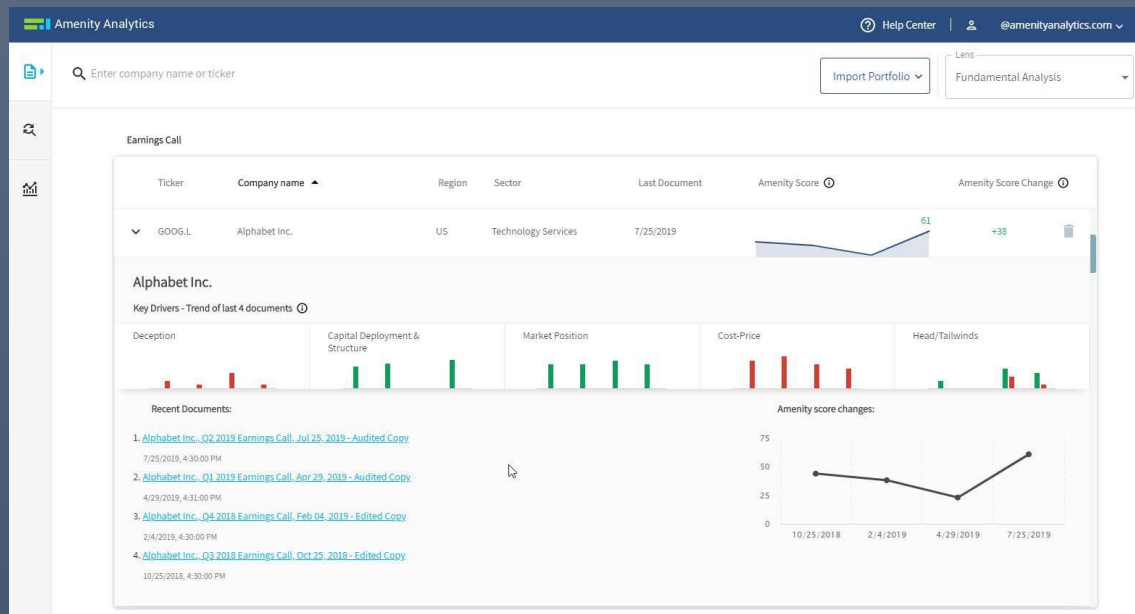 Amenity Analytics
Help Center
@amenityanalytics.com
Enter company name or ticker
Import Portfolio
Lens
Fundamental Analysis
Earnings Call
Ticker Company name Region Sector Last Document Amenity Score Amenity Score Change
GOOG.L Alphabet Inc. US Technology Services 7/25/2019 61 +38
Alphabet Inc.
Key Drivers - Trend of last 4 documents
Deception Capital Deployment & Market Position Cost-Price Head/Tailwinds
Structure
Recent Documents:
1. Alphabet Inc., Q2 2019 Earnings Call, Jul 25, 2019 - Audited Copy
7/25/2019, 4:30:00 PM
2. Alphabet Inc., Q1 2019 Earnings Call, Apr 29, 2019 - Audited Copy
4/29/2019, 4:31:00 PM
3. Alphabet Inc., Q4 2018 Earnings Call, Feb 04, 2019 - Edited Copy
2/4/2019, 4:30:00 PM
4. Alphabet Inc., Q3 2018 Earnings Call, Oct 25, 2018 - Edited Copy
10/25/2018, 4:30:00 PM
Amenity score changes:
75
50
25
0
10/25/2018 2/4/2019 4/29/2019 7/25/2019